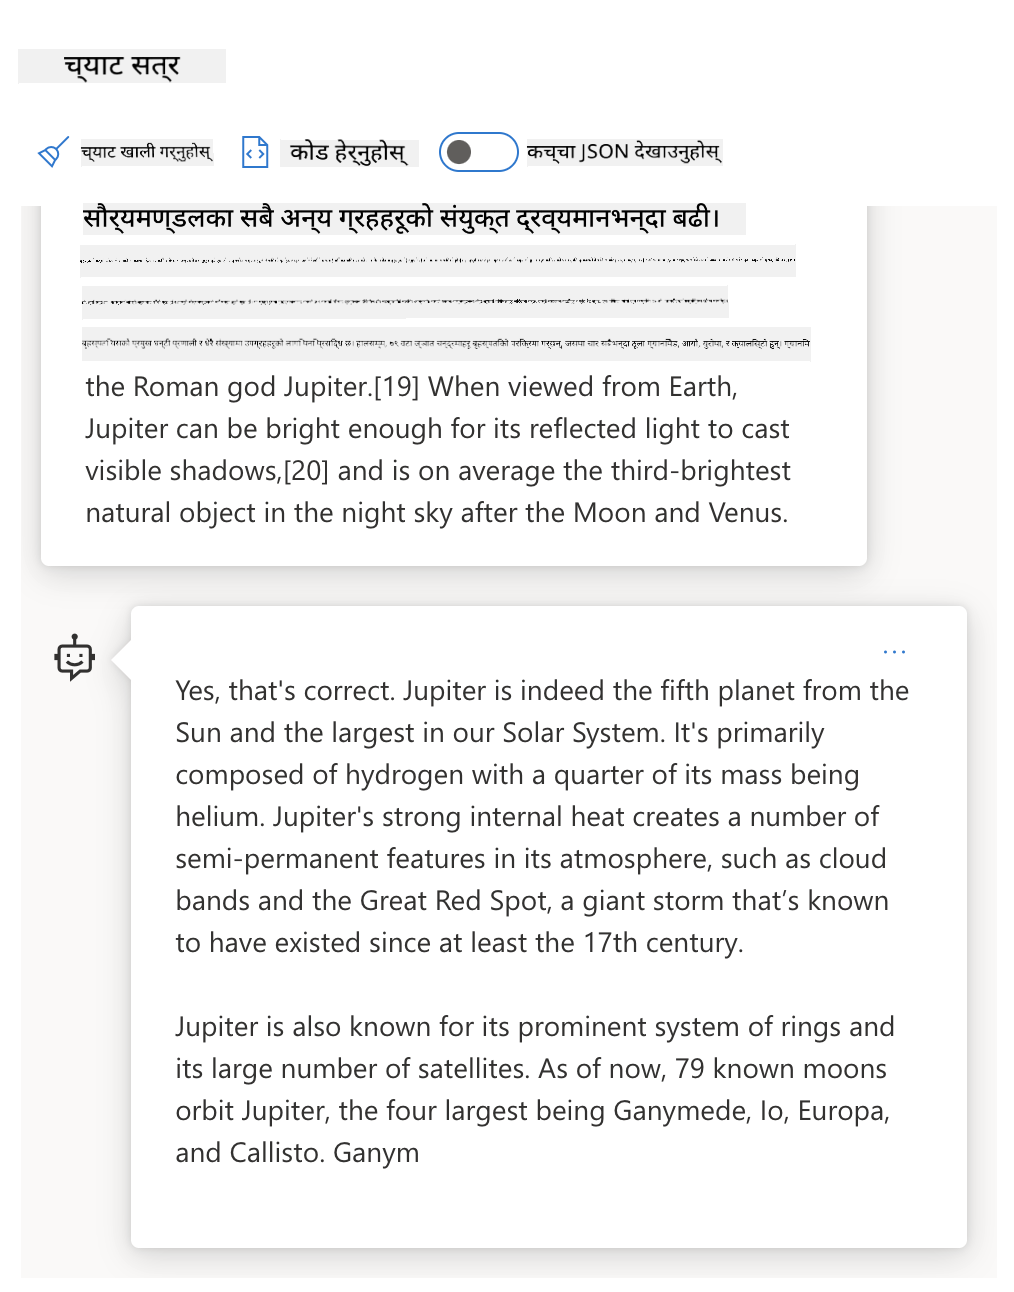 च्याट सत्र
च्याट खाली गर्नुहोस् कोड हेर्नुहोस् कच्चा JSON देखाउनुहोस्
सौर्यमण्डलका सबै अन्य ग्रहहरूको संयुक्त द्रव्यमानभन्दा बढी।
the Roman god Jupiter.[19] When viewed from Earth,
Jupiter can be bright enough for its reflected light to cast
visible shadows,[20] and is on average the third-brightest
natural object in the night sky after the Moon and Venus.
...
Yes, that's correct. Jupiter is indeed the fifth planet from the
Sun and the largest in our Solar System. It's primarily
composed of hydrogen with a quarter of its mass being
helium. Jupiter's strong internal heat creates a number of
semi-permanent features in its atmosphere, such as cloud
bands and the Great Red Spot, a giant storm that’s known
to have existed since at least the 17th century.
Jupiter is also known for its prominent system of rings and
its large number of satellites. As of now, 79 known moons
orbit Jupiter, the four largest being Ganymede, Io, Europa,
and Callisto. Ganym